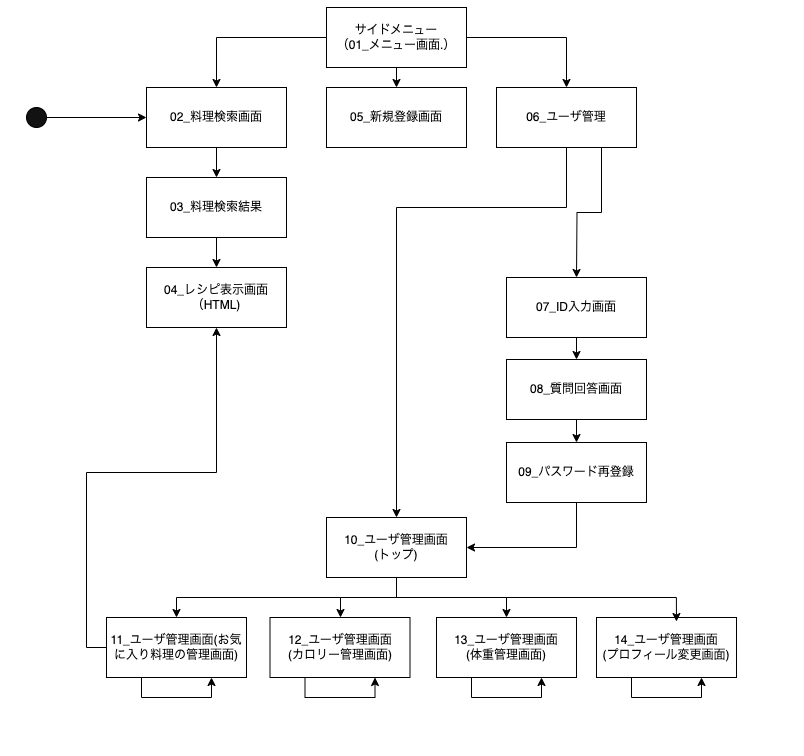 サイドメニュー
（01_メニュー画面.）
02_料理検索画面
05_新規登録画面
06_ユーザ管理
03_料理検索結果
04_レシピ表示画面
（HTML)
07_ID入力画面
08_質問回答画面
09_パスワード再登録
10_ユーザ管理画面
(トップ)
11_ユーザ管理画面(お気
に入り料理の管理画面)
12_ユーザ管理画面
(カロリー管理画面)
13_ユーザ管理画面
(体重管理画面)
14_ユーザ管理画面
(プロフィール変更画面)